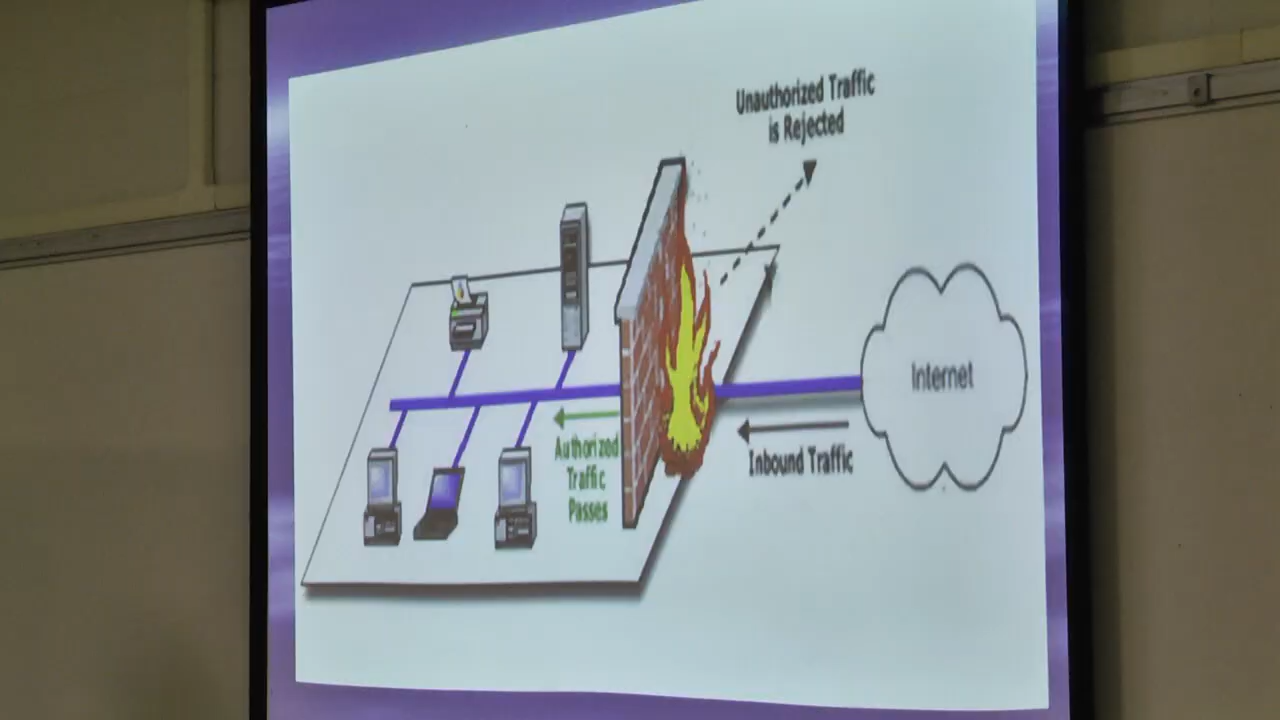 Unauthorized Traffic
is Rejected
Internet
Authorized
Traffic
Passes
Inbound Traffic